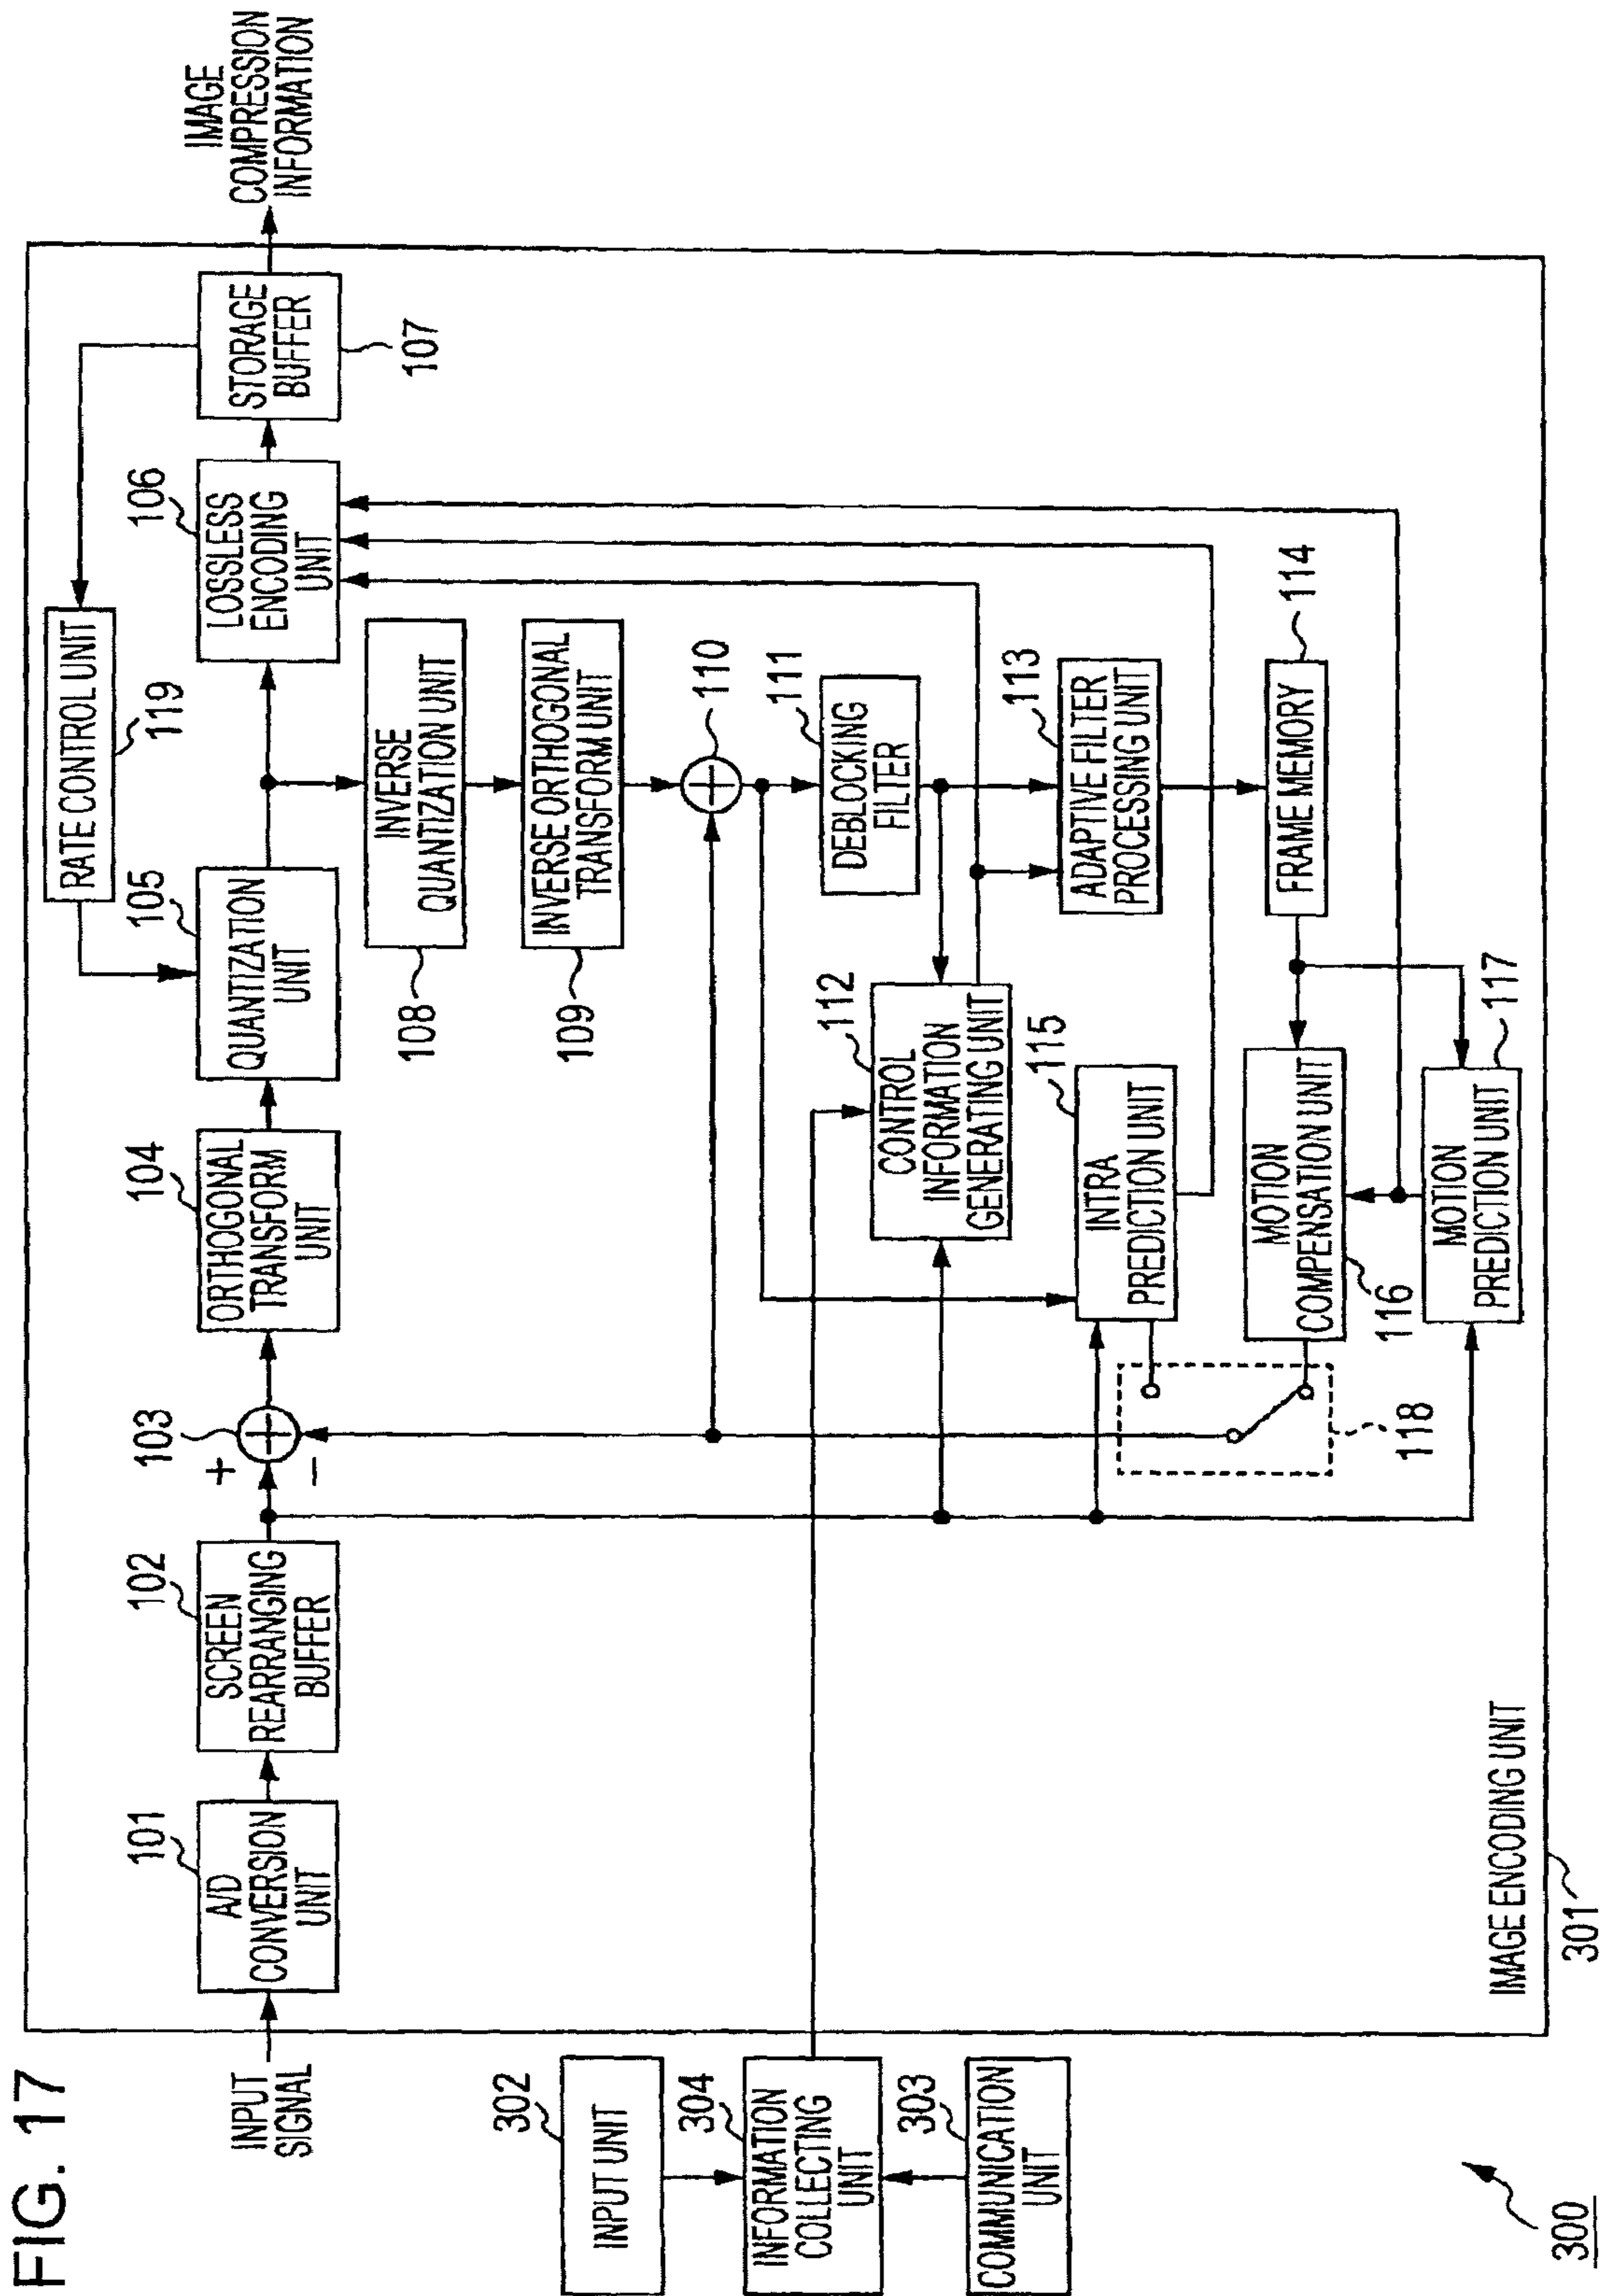 FIG. 17
INPUT
SIGNAL
101
A/D
CONVERSION
UNIT
102
SCREEN
REARRANGING
BUFFER
103
+
−
104
ORTHOGONAL
TRANSFORM
UNIT
105
QUANTIZATION
UNIT
RATE CONTROL UNIT
119
106
LOSSLESS
ENCODING
UNIT
STORAGE
BUFFER
107
IMAGE
COMPRESSION
INFORMATION
INVERSE
QUANTIZATION UNIT
108
INVERSE ORTHOGONAL
TRANSFORM UNIT
109
110
111
DEBLOCKING
FILTER
112
CONTROL
INFORMATION
GENERATING UNIT
113
ADAPTIVE FILTER
PROCESSING UNIT
114
FRAME MEMORY
115
INTRA
PREDICTION UNIT
MOTION
COMPENSATION UNIT
116
117
MOTION
PREDICTION UNIT
118
302
INPUT UNIT
304
INFORMATION
COLLECTING
UNIT
303
COMMUNICATION
UNIT
IMAGE ENCODING UNIT
301
300